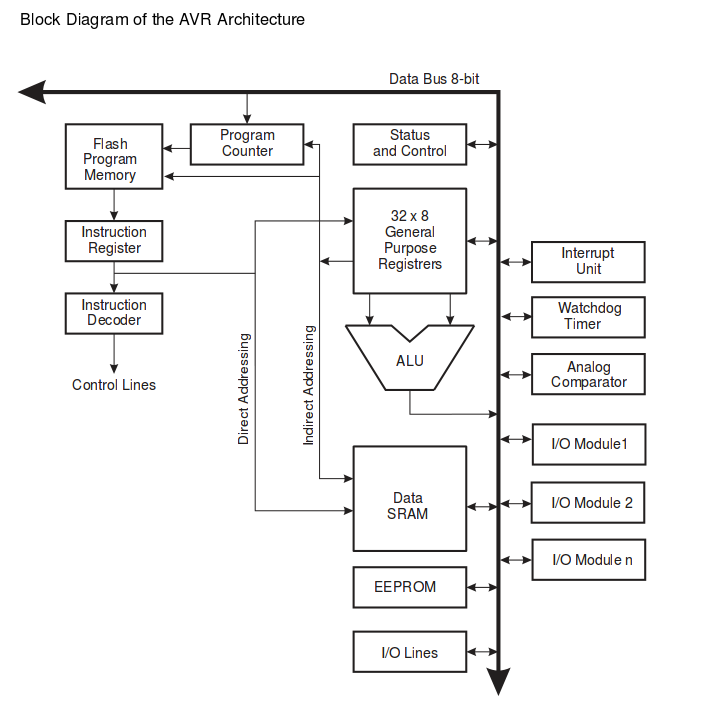 Block Diagram of the AVR Architecture
Data Bus 8-bit
Flash
Program
Memory
Program
Counter
Status
and Control
32 x 8
General
Purpose
Registrers
Instruction
Register
Interrupt
Unit
Instruction
Decoder
Watchdog
Timer
ALU
Analog
Comparator
Control Lines
Direct Addressing
Indirect Addressing
I/O Module1
Data
SRAM
I/O Module 2
I/O Module n
EEPROM
I/O Lines